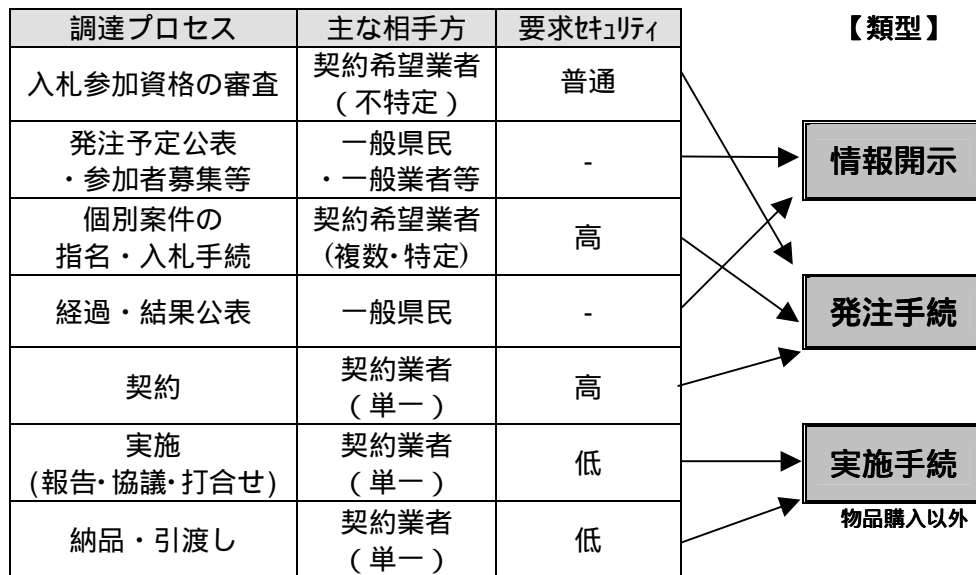 調達プロセス 主な相手方 要求ｾｷｭﾘﾃｨ 【類型】
入札参加資格の審査 契約希望業者
（不特定） 普通
発注予定公表
・参加者募集等 一般県民
・一般業者等 -
情報開示
個別案件の
指名・入札手続 契約希望業者
(複数･特定) 高
経過・結果公表 一般県民 -
発注手続
契約 契約業者
（単一） 高
実施
(報告･協議･打合せ) 契約業者
（単一） 低
実施手続
物品購入以外
納品・引渡し 契約業者
（単一） 低